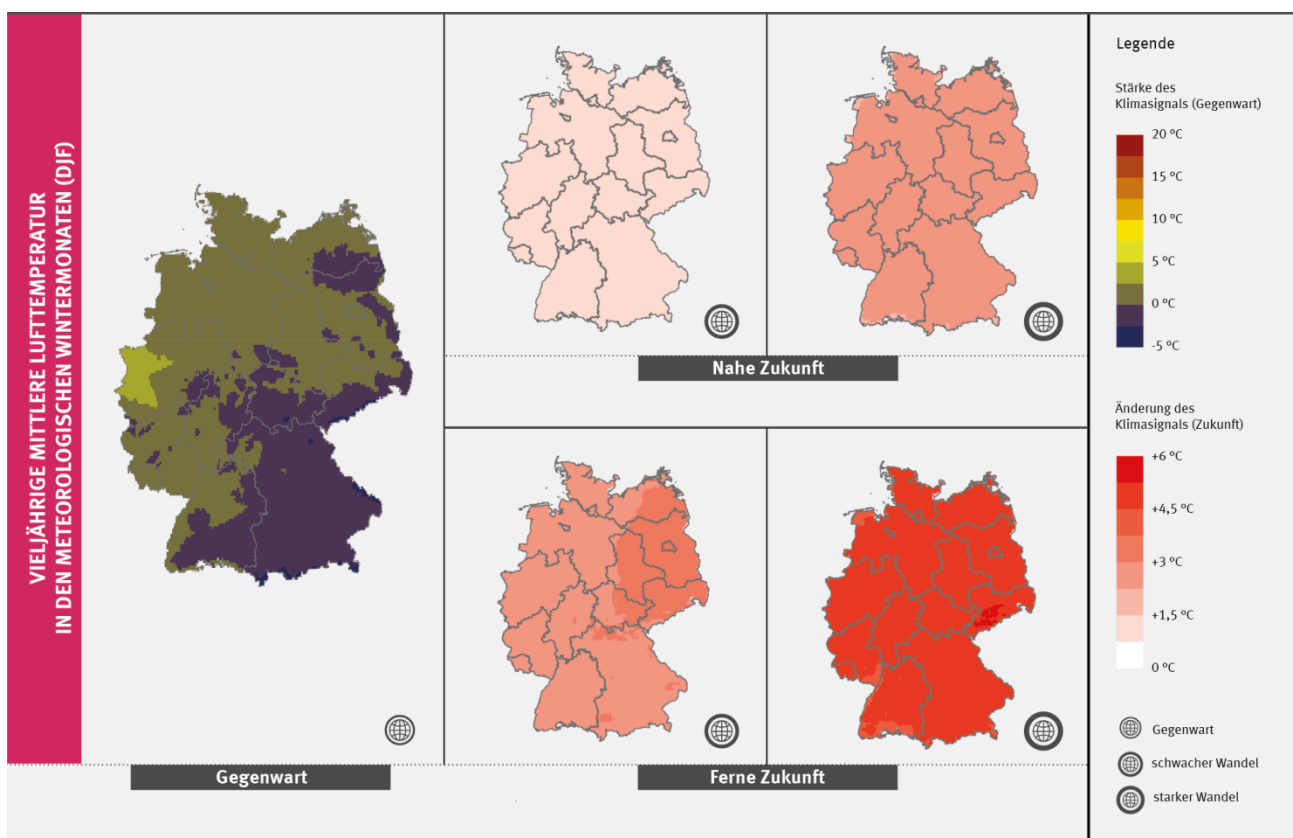 VIELJÄHRIGE MITTLERE LUFTTEMPERATUR
IN DEN METEOROLOGISCHEN WINTERMONATEN (DJF)
Gegenwart
Nahe Zukunft
Ferne Zukunft
Legende
Stärke des
Klimasignals (Gegenwart)
20 °C
15 °C
10 °C
5 °C
0 °C
-5 °C
Änderung des
Klimasignals (Zukunft)
+6 °C
+4,5 °C
+3 °C
+1,5 °C
0 °C
Gegenwart
schwacher Wandel
starker Wandel